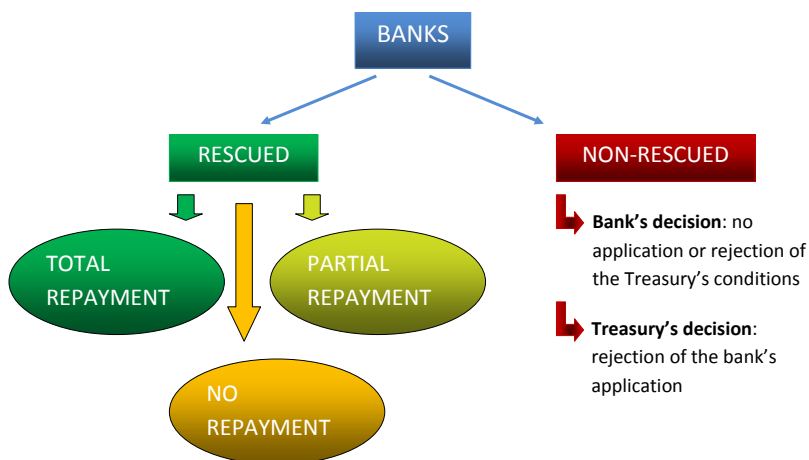 BANKS
RESCUED
NON-RESCUED
TOTAL
REPAYMENT
PARTIAL
REPAYMENT
NO
REPAYMENT
Bank’s decision: no
application or rejection of
the Treasury’s conditions
Treasury’s decision:
rejection of the bank’s
application